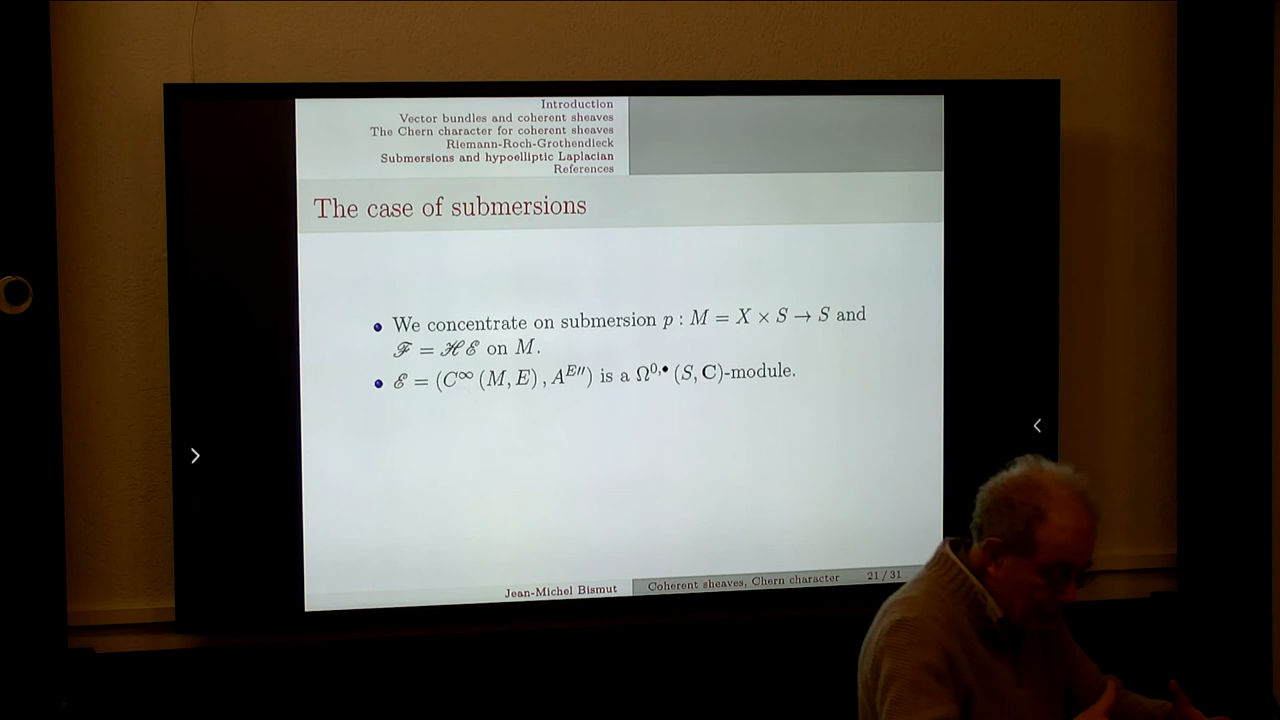 Introduction
Vector bundles and coherent sheaves
The Chern character for coherent sheaves
Riemann-Roch-Grothendieck
Submersions and hypoelliptic Laplacian
References
The case of submersions
We concentrate on submersion p : M = X × S → S and
ℱ = ℋℰ on M.
ℰ = (C^∞ (M, E) , A^{E′′}) is a Ω^{0,•} (S, C)-module.
Jean-Michel Bismut
Coherent sheaves, Chern character
21 / 31